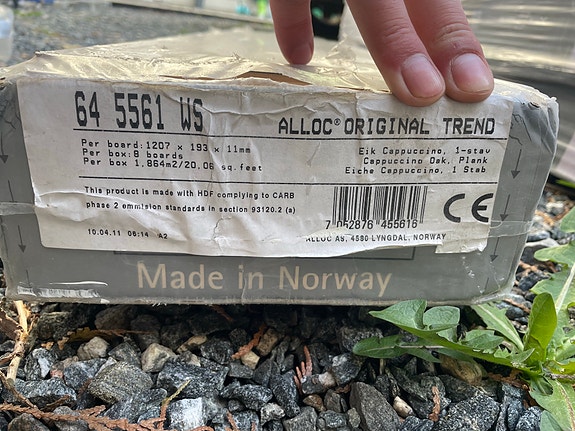 64 5561 WS
ALLOC® ORIGINAL TREND
Per board: 1207 x 193 x 11mm
Per box: 8 boards
Per box 1,864m2/20,06 sq.feet
Eik Cappuccino, 1-stav
Cappucino Oak, Plank
Eiche Cappucino, 1 Stab
This product is made with HDF complying to CARB
phase 2 emmision standards in section 93120.2 (a)
7 052876 455616
CE
10.04.11 06:14 A2
ALLOC AS, 4580 LYNGDAL, NORWAY
Made in Norway